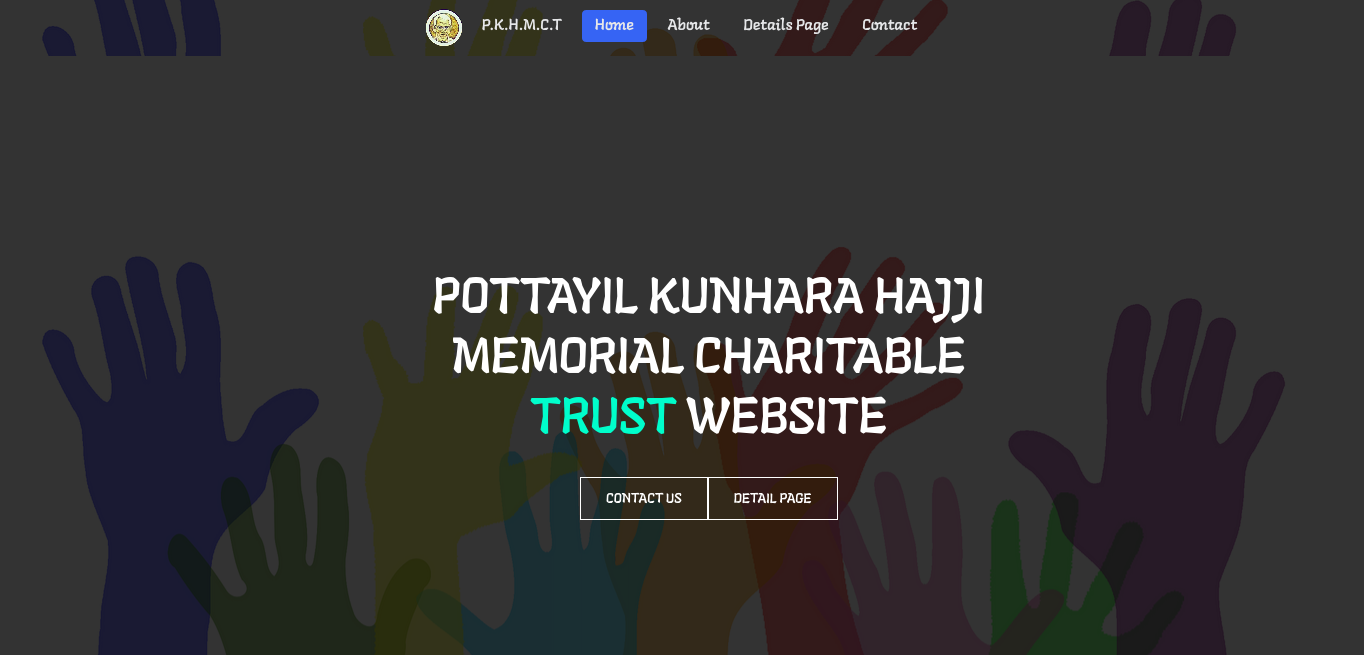 P.K.H.M.C.T Home About Details Page Contact
POTTAYIL KUNHARA HAJJI
MEMORIAL CHARITABLE
TRUST WEBSITE
CONTACT US DETAIL PAGE